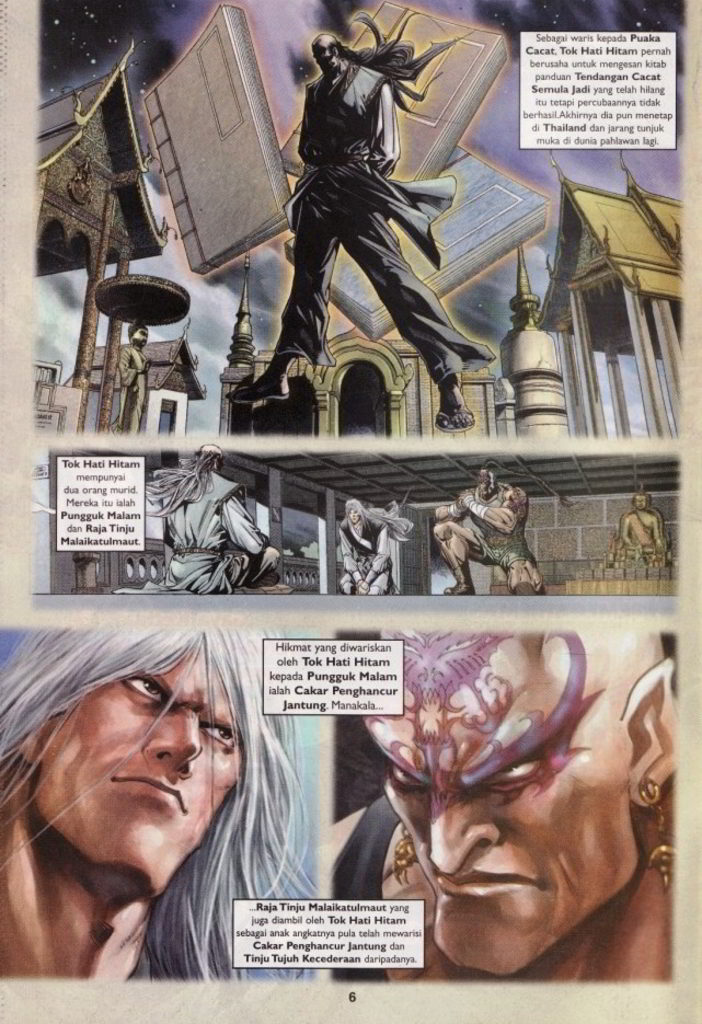 Sebagai waris kepada Puaka
Cacat, Tok Hati Hitam pernah
berusaha untuk mengesan kitab
panduan Tendangan Cacat
Semula Jadi yang telah hilang
itu tetapi percubaannya tidak
berhasil.Akhirnya dia pun menetap
di Thailand dan jarang tunjuk
muka di dunia pahlawan lagi.
Tok Hati Hitam
mempunyai
dua orang murid.
Mereka itu ialah
Pungguk Malam
dan Raja Tinju
Malaikatulmaut.
Hikmat yang diwariskan
oleh Tok Hati Hitam
kepada Pungguk Malam
ialah Cakar Penghancur
Jantung. Manakala...
...Raja Tinju Malaikatulmaut yang
juga diambil oleh Tok Hati Hitam
sebagai anak angkatnya pula telah mewarisi
Cakar Penghancur Jantung dan
Tinju Tujuh Kecederaan daripadanya.
6